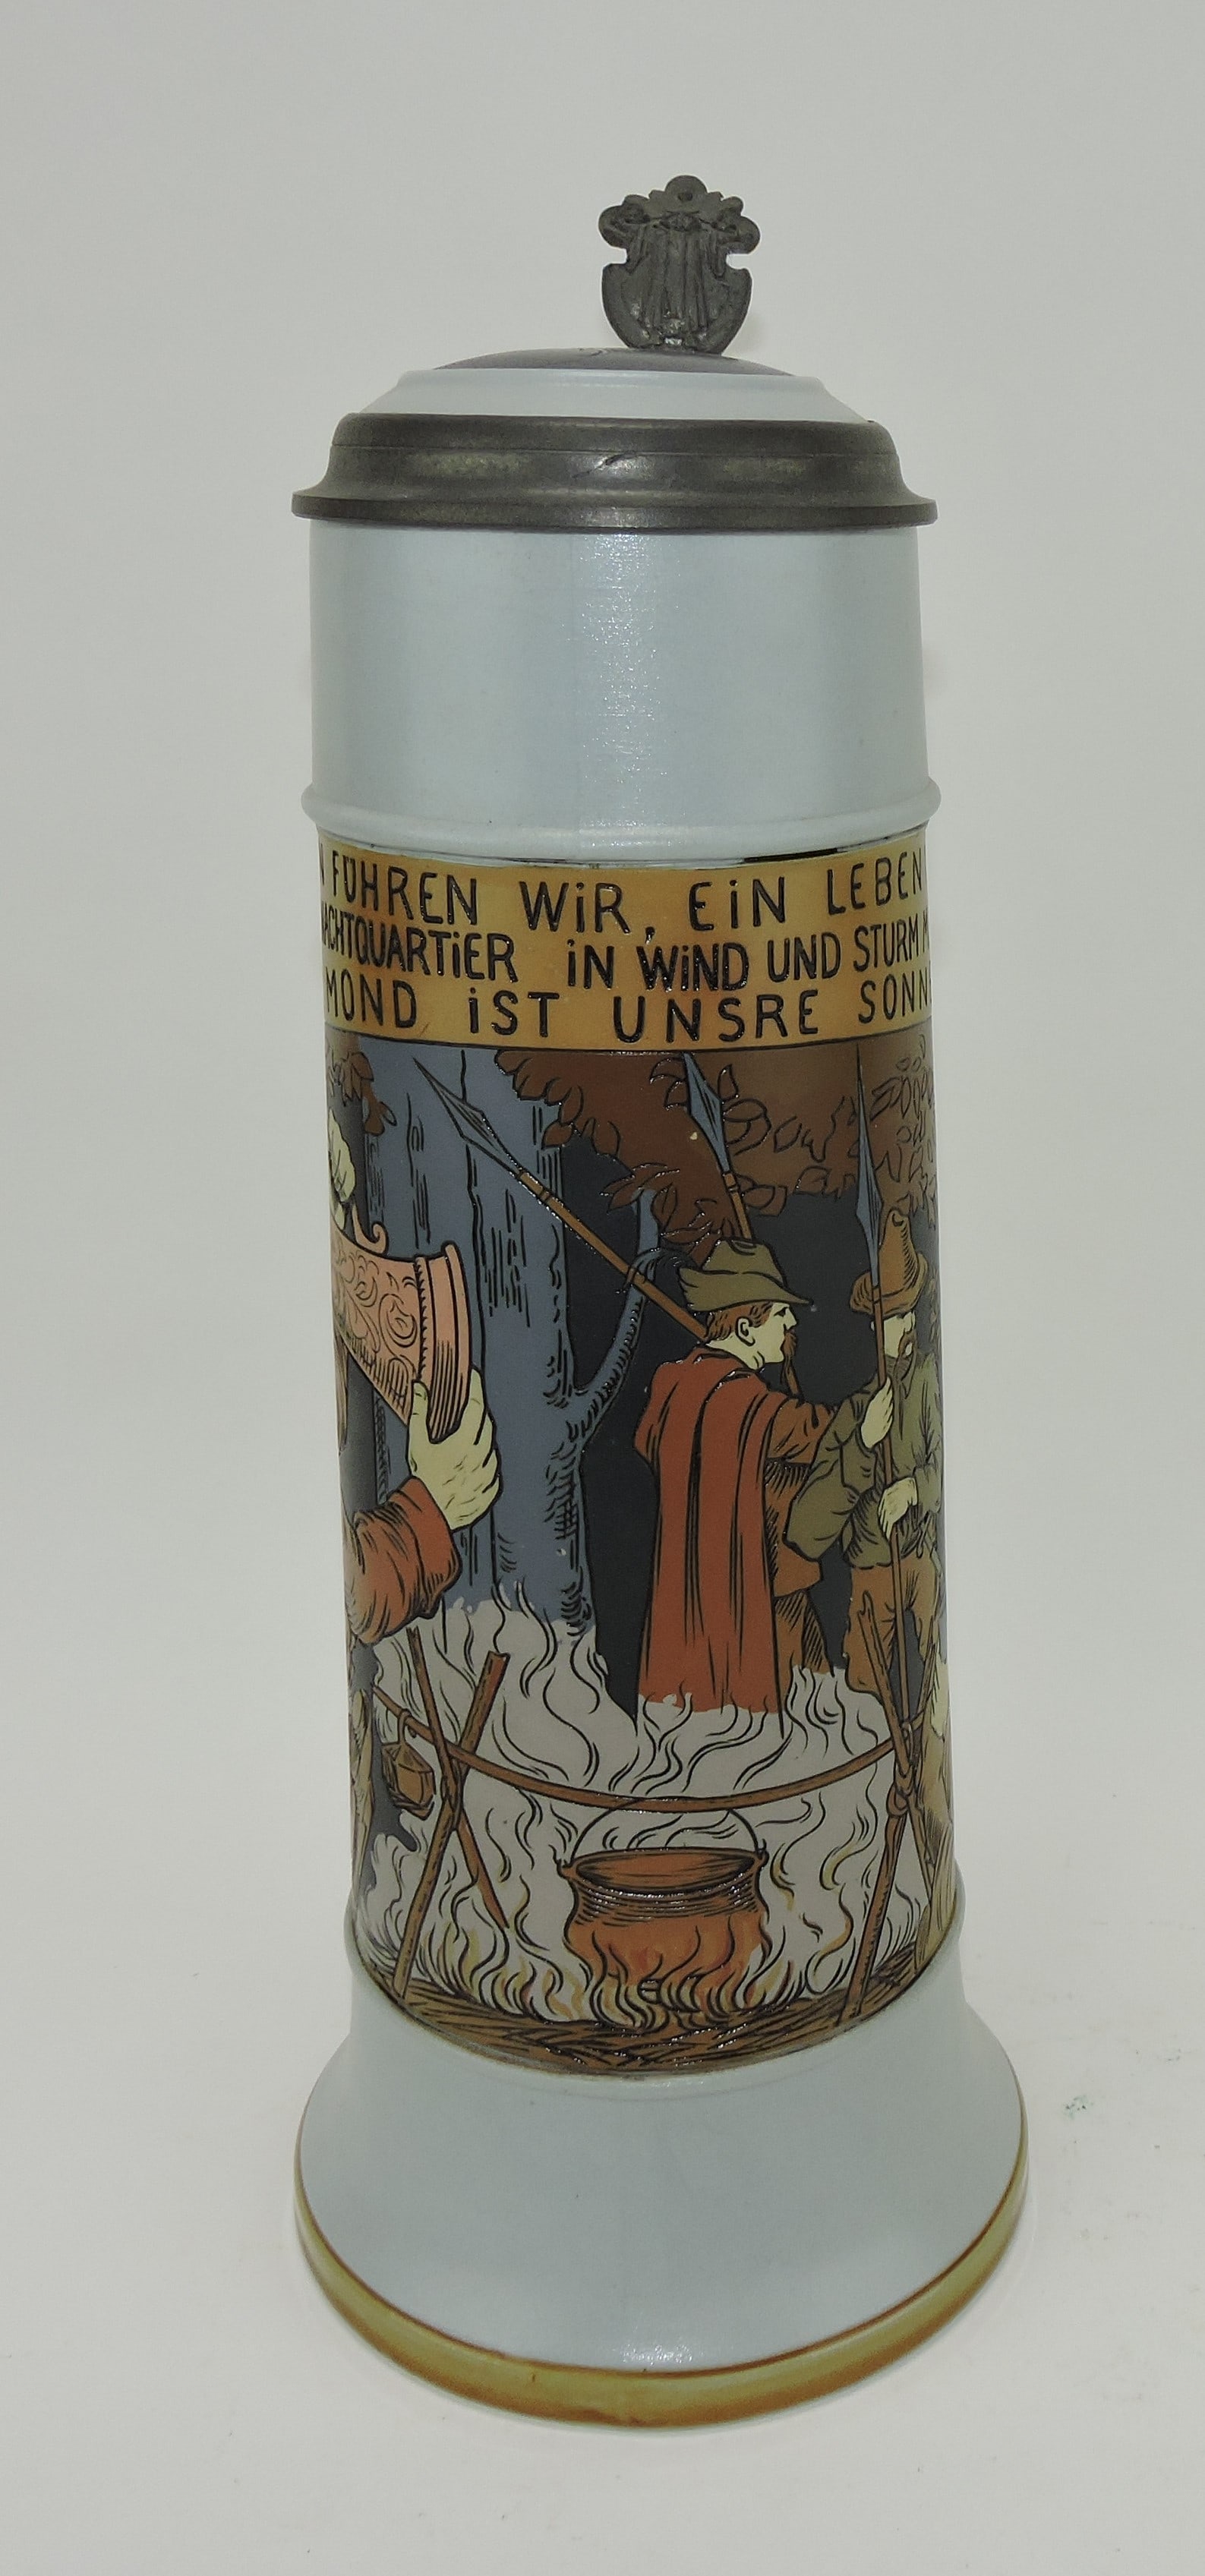 FÜHREN WiR, EiN LEBEN
NACHTQUARTiER iN WiND UND STURM
MOND iST UNSRE SONN